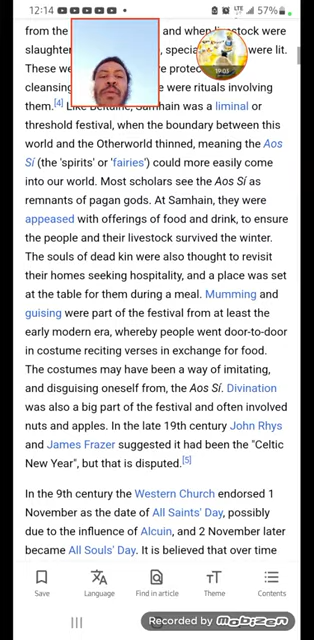 12:14
LTE
57%
19:03
from the and when livestock were
slaughter specia were lit.
These we protec
cleansing e were rituals involving
them.[4] Like Beltaine, Samhain was a liminal or
threshold festival, when the boundary between this
world and the Otherworld thinned, meaning the Aos
Sí (the 'spirits' or 'fairies') could more easily come
into our world. Most scholars see the Aos Sí as
remnants of pagan gods. At Samhain, they were
appeased with offerings of food and drink, to ensure
the people and their livestock survived the winter.
The souls of dead kin were also thought to revisit
their homes seeking hospitality, and a place was set
at the table for them during a meal. Mumming and
guising were part of the festival from at least the
early modern era, whereby people went door-to-door
in costume reciting verses in exchange for food.
The costumes may have been a way of imitating,
and disguising oneself from, the Aos Sí. Divination
was also a big part of the festival and often involved
nuts and apples. In the late 19th century John Rhys
and James Frazer suggested it had been the "Celtic
New Year", but that is disputed.[5]
In the 9th century the Western Church endorsed 1
November as the date of All Saints' Day, possibly
due to the influence of Alcuin, and 2 November later
became All Souls' Day. It is believed that over time
Save Language Find in article Theme Contents
Recorded by Mobizen